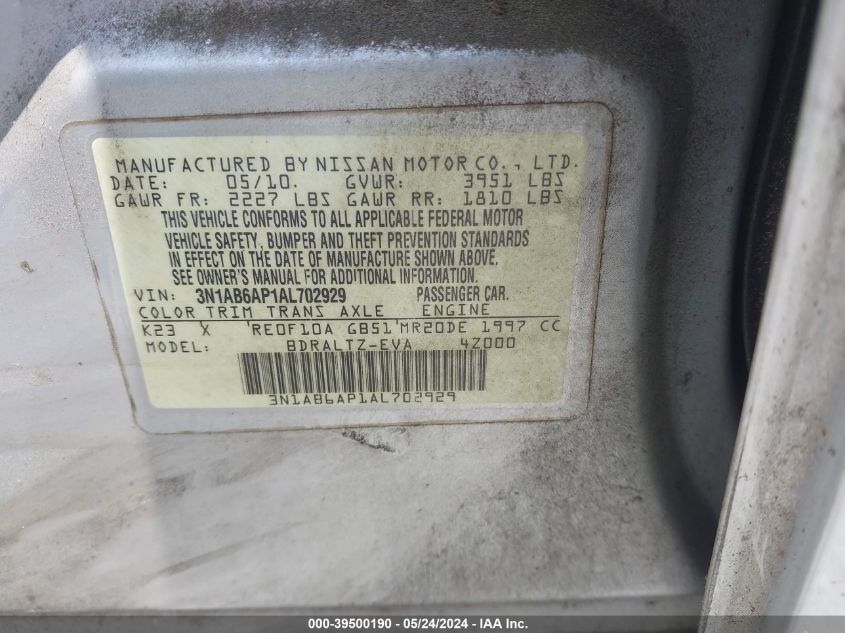 MANUFACTURED BY NISSAN MOTOR CO., LTD.
DATE: 05/10. GVWR: 3951 LBS
GAWR FR: 2227 LBS GAWR RR: 1810 LBS
THIS VEHICLE CONFORMS TO ALL APPLICABLE FEDERAL MOTOR
VEHICLE SAFETY, BUMPER AND THEFT PREVENTION STANDARDS
IN EFFECT ON THE DATE OF MANUFACTURE SHOWN ABOVE.
SEE OWNER'S MANUAL FOR ADDITIONAL INFORMATION.
VIN: 3N1AB6AP1AL702929 PASSENGER CAR.
COLOR TRIM TRANS AXLE ENGINE
K23 X RE0F10A GB51 MR20DE 1997 CC
MODEL: BDRALTZ-EVA 4Z000
3N1AB6AP1AL702929
000-39500190 - 05/24/2024 - IAA Inc.